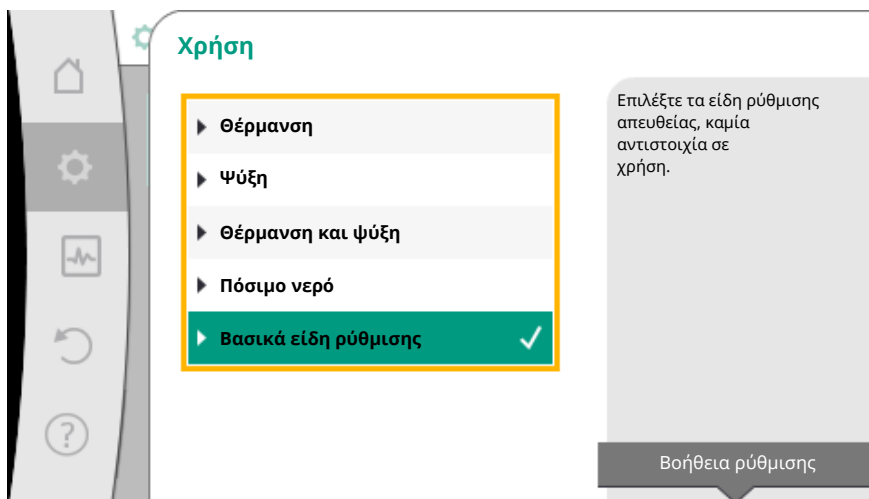 Χρήση
Θέρμανση
Ψύξη
Θέρμανση και ψύξη
Πόσιμο νερό
Βασικά είδη ρύθμισης
Επιλέξτε τα είδη ρύθμισης
απευθείας, καμία
αντιστοιχία σε
χρήση.
Βοήθεια ρύθμισης